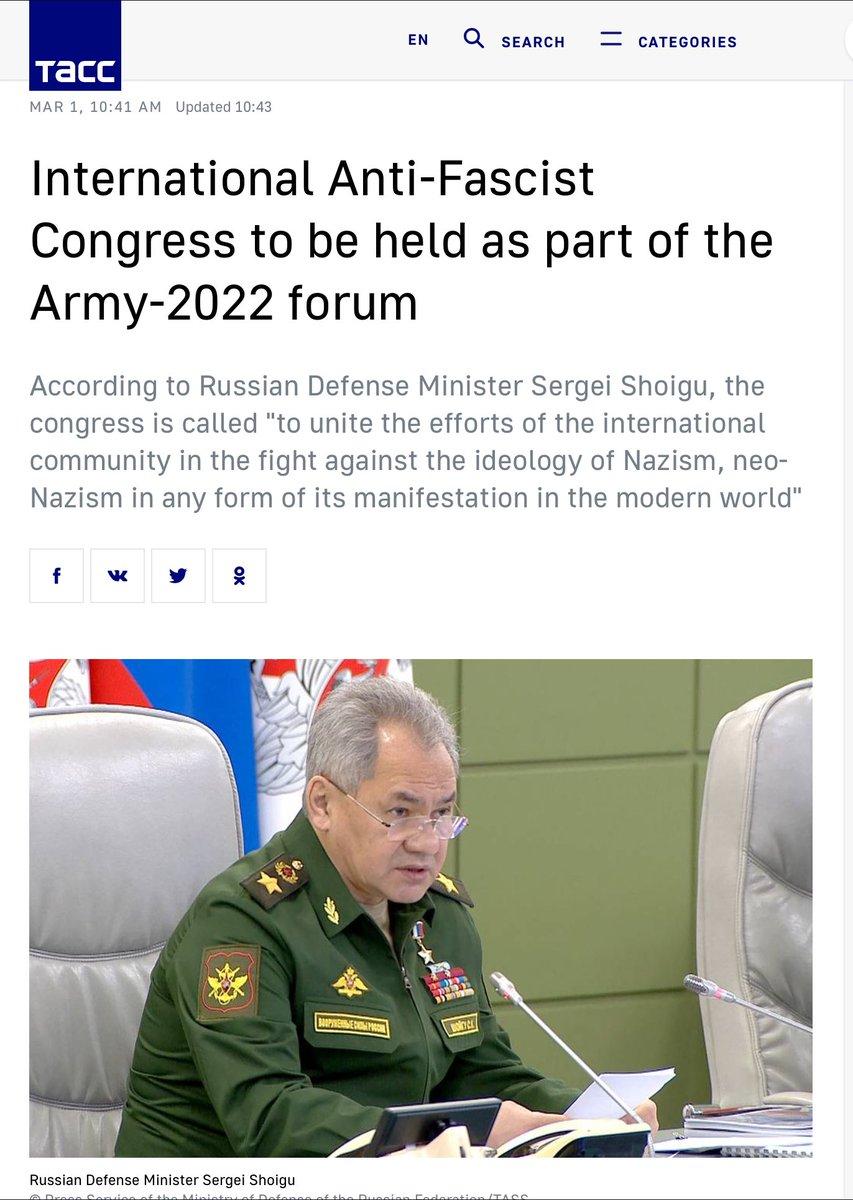 тасс
EN
SEARCH
CATEGORIES
MAR 1, 10:41 AM Updated 10:43
International Anti-Fascist
Congress to be held as part of the
Army-2022 forum
According to Russian Defense Minister Sergei Shoigu, the
congress is called "to unite the efforts of the international
community in the fight against the ideology of Nazism, neo-
Nazism in any form of its manifestation in the modern world"
ВООРУЖЕННЫЕ СИЛЫ РОССИИ
ШОЙГУ С.К.
Russian Defense Minister Sergei Shoigu
© Press Service of the Ministry of Defense of the Russian Federation/TASS